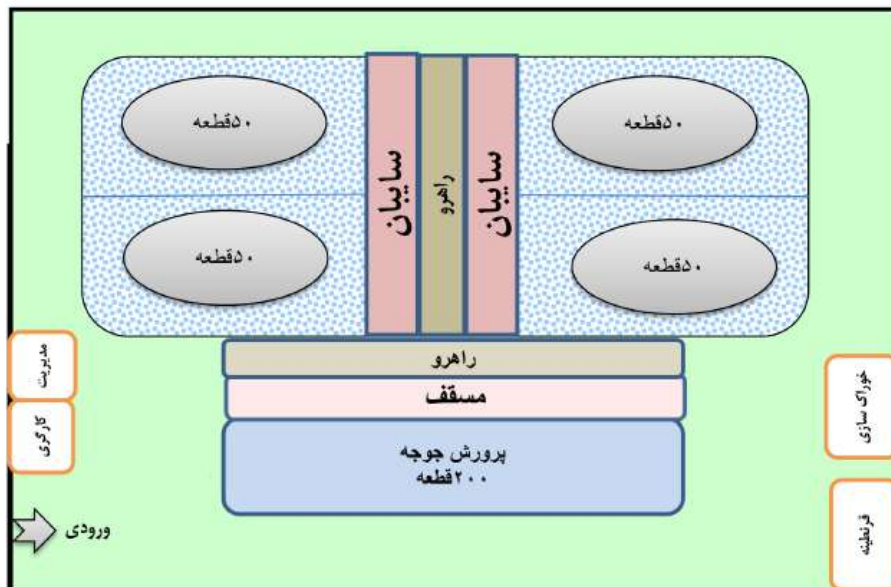 ۵۰قطعه
۵۰قطعه
سایبان
راهرو
سایبان
۵۰قطعه
۵۰قطعه
راهرو
مسقف
پرورش جوجه
۲۰۰قطعه
خوراک سازی
قرنطینه
مدیریت
کارگری
ورودی